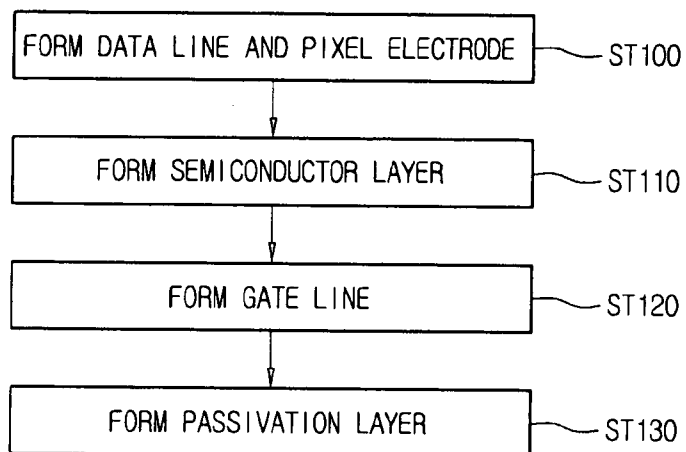 FORM DATA LINE AND PIXEL ELECTRODE
ST100
FORM SEMICONDUCTOR LAYER
ST110
FORM GATE LINE
ST120
FORM PASSIVATION LAYER
ST130